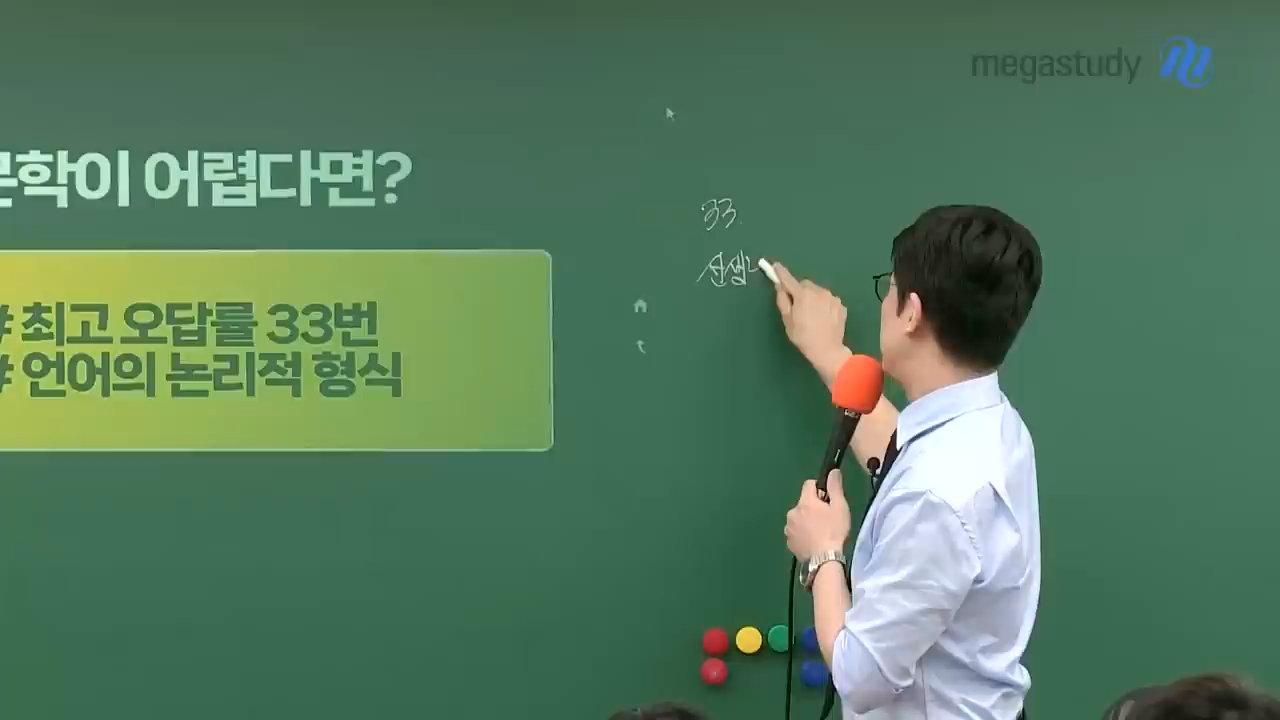 megastudy
문학이 어렵다면?
33.
# 최고 오답률 33번
# 언어의 논리적 형식